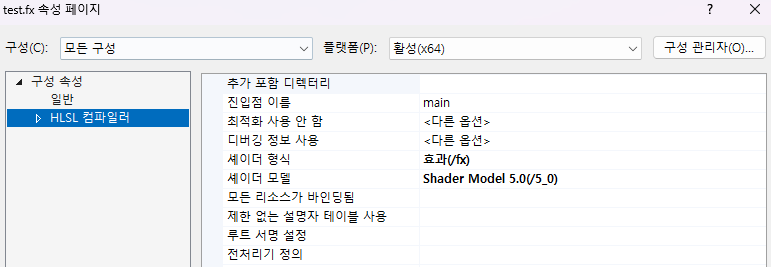 test.fx 속성 페이지 ? ×
구성(C): 모든 구성 플랫폼(P): 활성(x64) 구성 관리자(O)...
구성 속성
일반
HLSL 컴파일러
추가 포함 디렉터리
진입점 이름 main
최적화 사용 안 함 <다른 옵션>
디버깅 정보 사용 <다른 옵션>
셰이더 형식 효과(/fx)
셰이더 모델 Shader Model 5.0(/5_0)
모든 리소스가 바인딩됨
제한 없는 설명자 테이블 사용
루트 서명 설정
전처리기 정의